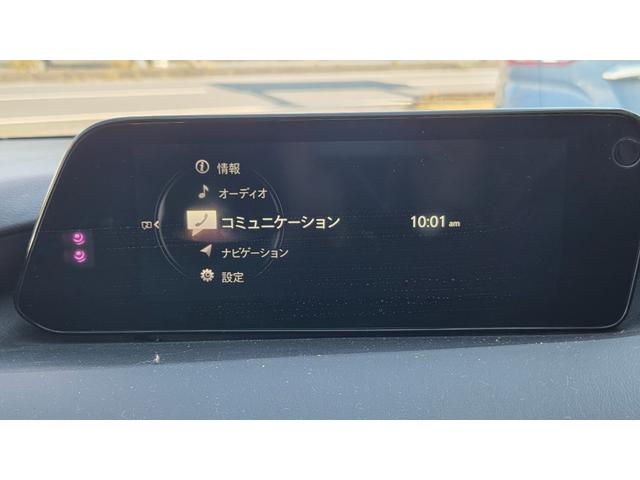 情報
オーディオ
コミュニケーション
10:01 am
ナビゲーション
設定